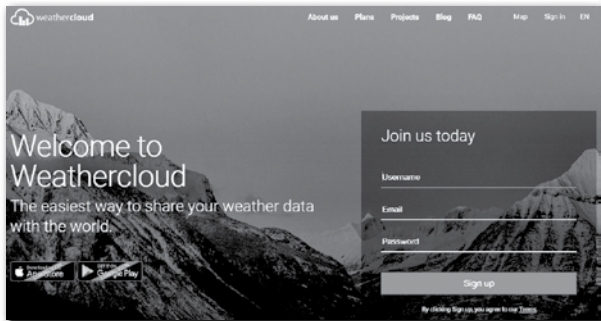 weathercloud
About us Plans Projects Blog FAQ Map Sign in EN
Welcome to
Weathercloud
The easiest way to share your weather data
with the world.
Join us today
Username
Email
Password
Sign up
App Store
Google Play
By clicking Sign up, you agree to our Terms.